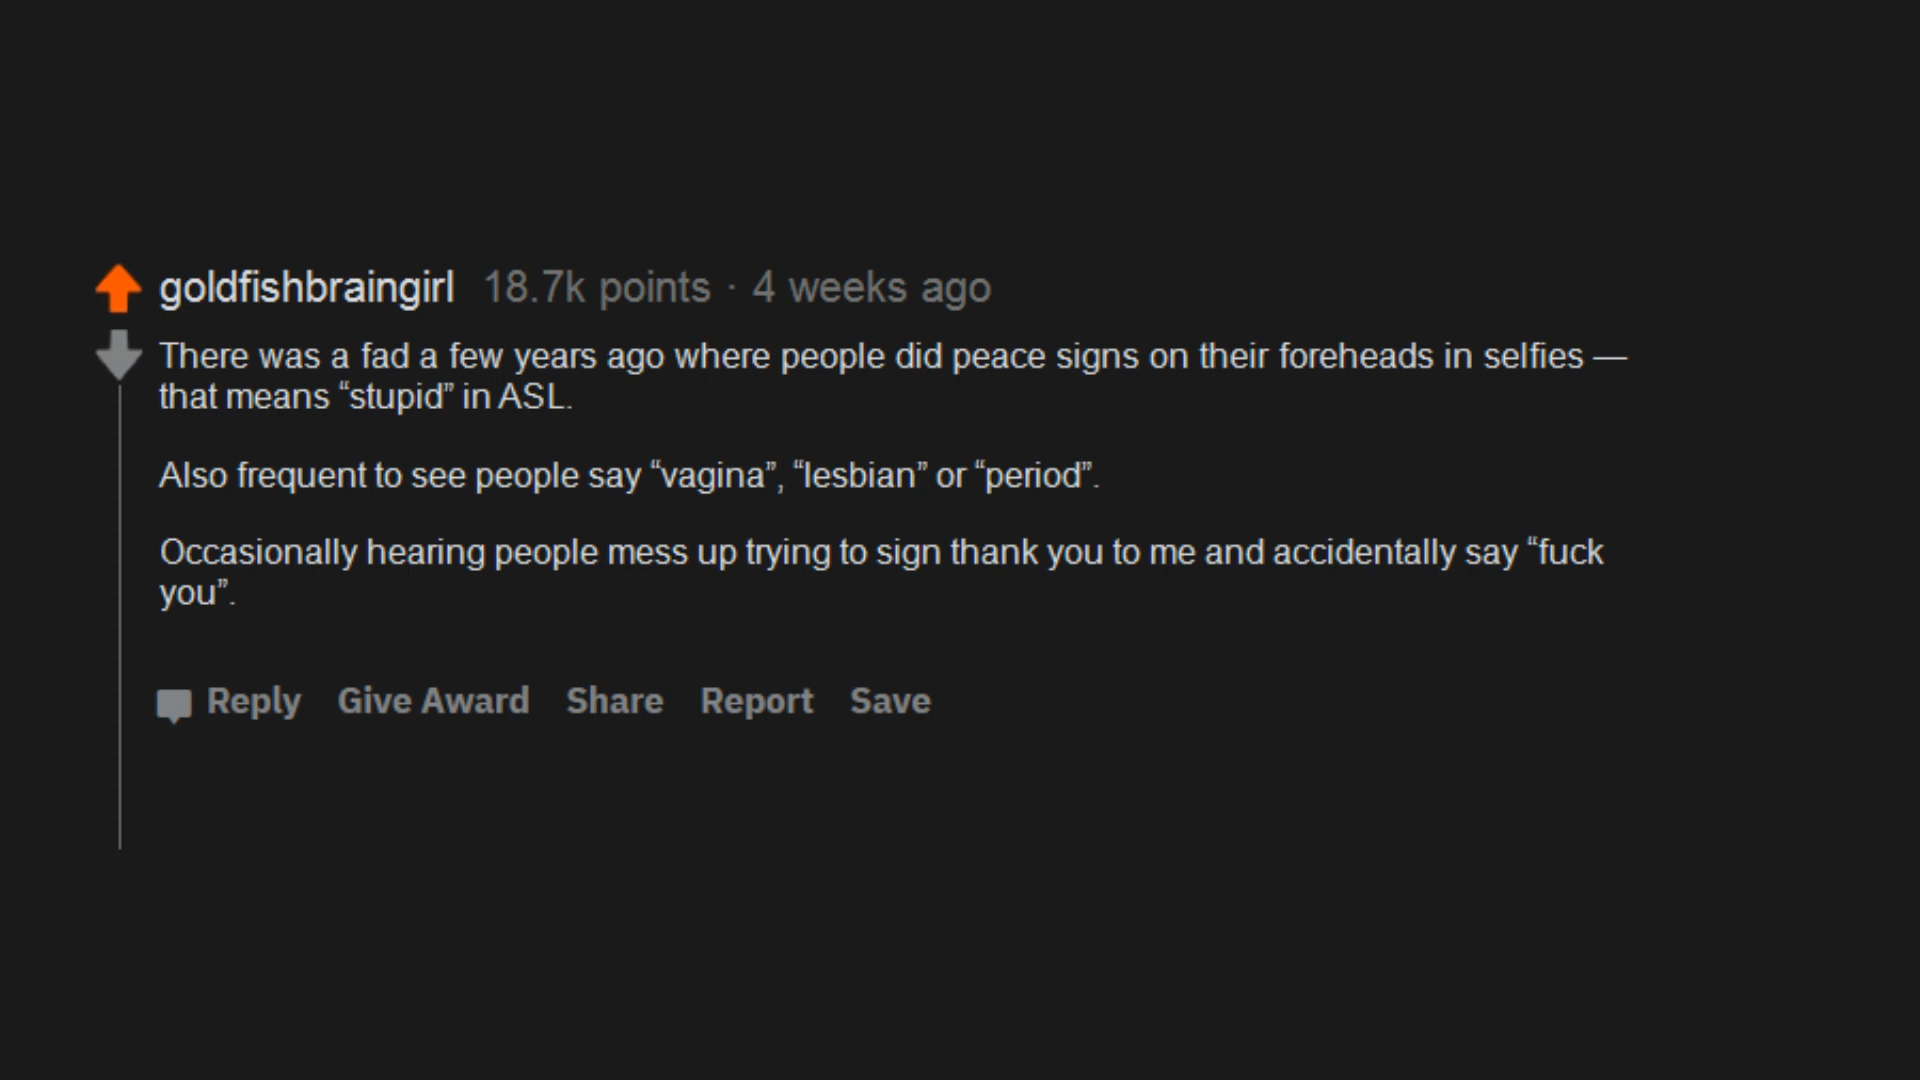 goldfishbraingirl 18.7k points · 4 weeks ago
There was a fad a few years ago where people did peace signs on their foreheads in selfies —
that means “stupid” in ASL.
Also frequent to see people say “vagina”, “lesbian” or “period”.
Occasionally hearing people mess up trying to sign thank you to me and accidentally say “fuck
you”.
Reply Give Award Share Report Save